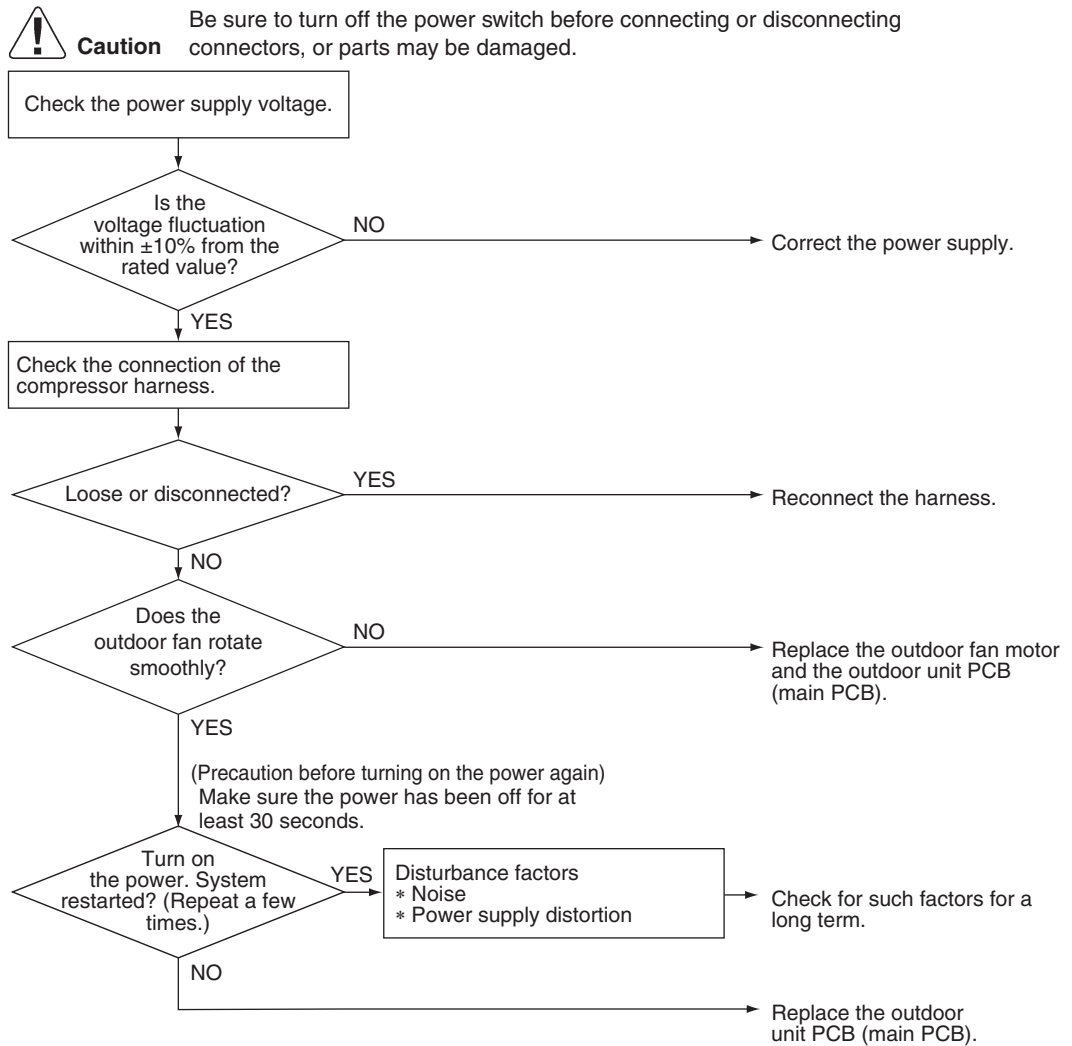 Be sure to turn off the power switch before connecting or disconnecting
Caution connectors, or parts may be damaged.
Check the power supply voltage.
Is the
voltage fluctuation
within ±10% from the
rated value?
NO
Correct the power supply.
YES
Check the connection of the
compressor harness.
Loose or disconnected?
YES
Reconnect the harness.
NO
Does the
outdoor fan rotate
smoothly?
NO
Replace the outdoor fan motor
and the outdoor unit PCB
(main PCB).
YES
(Precaution before turning on the power again)
Make sure the power has been off for at
least 30 seconds.
Turn on
the power. System
restarted? (Repeat a few
times.)
YES
Disturbance factors
∗ Noise
∗ Power supply distortion
Check for such factors for a
long term.
NO
Replace the outdoor
unit PCB (main PCB).